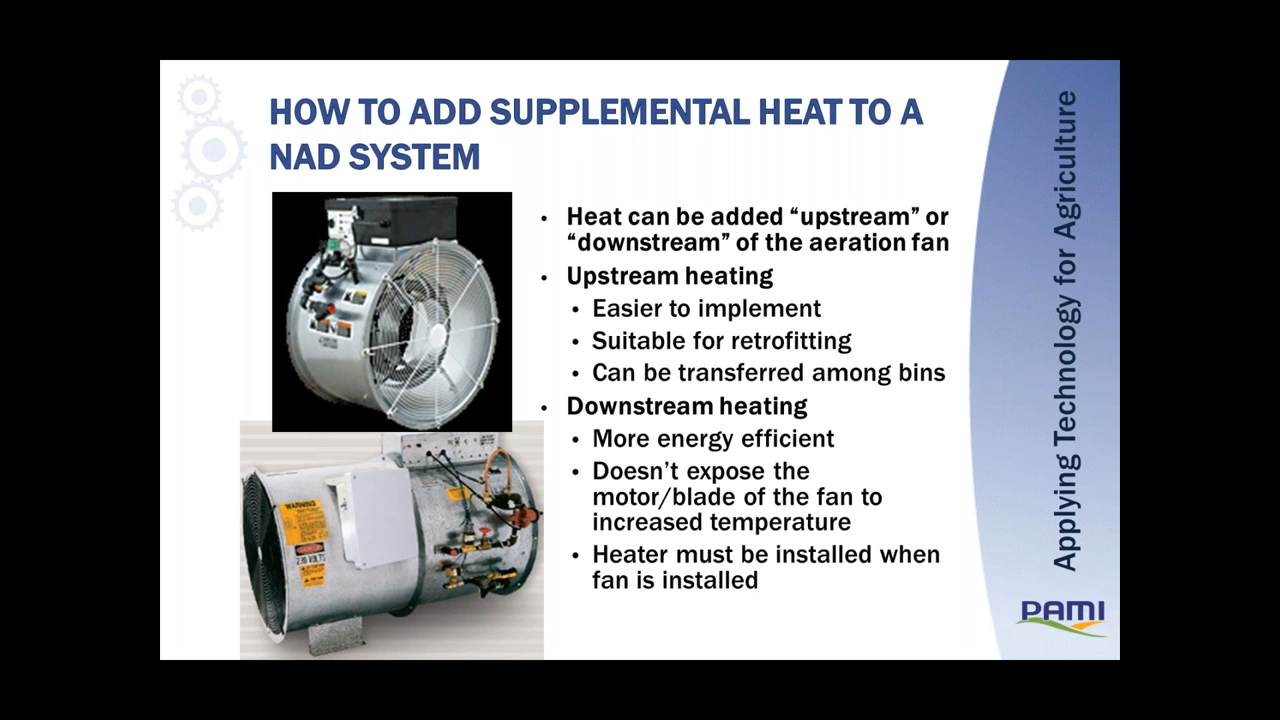 HOW TO ADD SUPPLEMENTAL HEAT TO A
NAD SYSTEM
• Heat can be added “upstream” or
“downstream” of the aeration fan
• Upstream heating
• Easier to implement
• Suitable for retrofitting
• Can be transferred among bins
• Downstream heating
• More energy efficient
• Doesn’t expose the
motor/blade of the fan to
increased temperature
• Heater must be installed when
fan is installed
Applying Technology for Agriculture
PAMI
WARNING
230 VOLTS